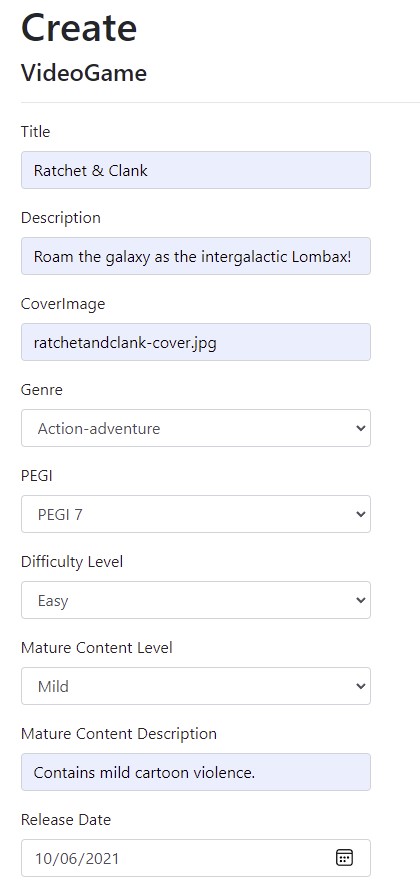 Create
VideoGame
Title
Ratchet & Clank
Description
Roam the galaxy as the intergalactic Lombax!
CoverImage
ratchetandclank-cover.jpg
Genre
Action-adventure
PEGI
PEGI 7
Difficulty Level
Easy
Mature Content Level
Mild
Mature Content Description
Contains mild cartoon violence.
Release Date
10/06/2021